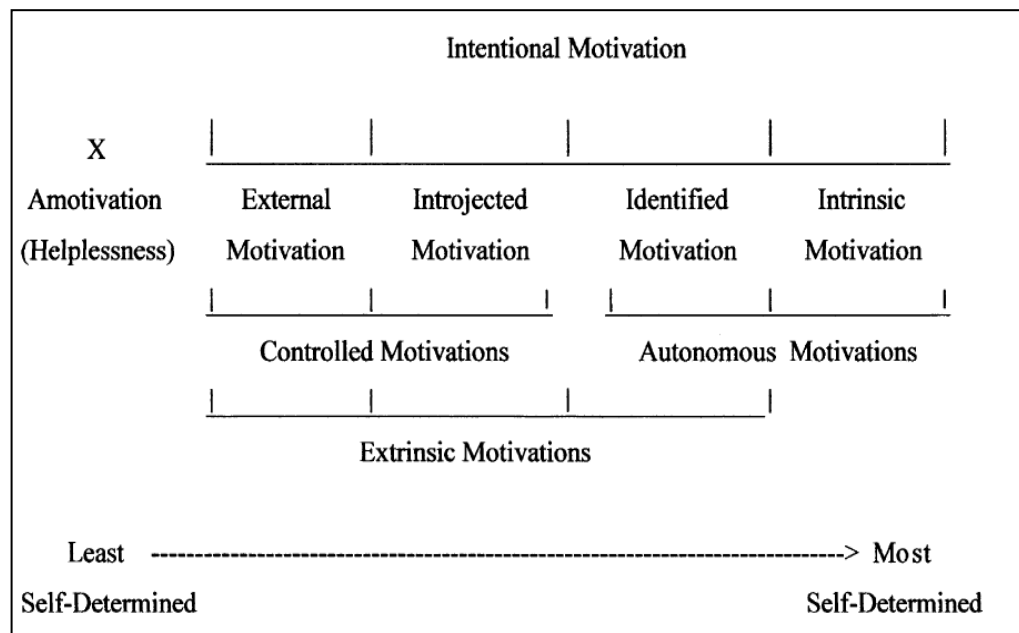 Intentional Motivation
X
Amotivation External Introjected Identified Intrinsic
(Helplessness) Motivation Motivation Motivation Motivation
Controlled Motivations Autonomous Motivations
Extrinsic Motivations
Least ---------------------------------------------------------------> Most
Self-Determined Self-Determined